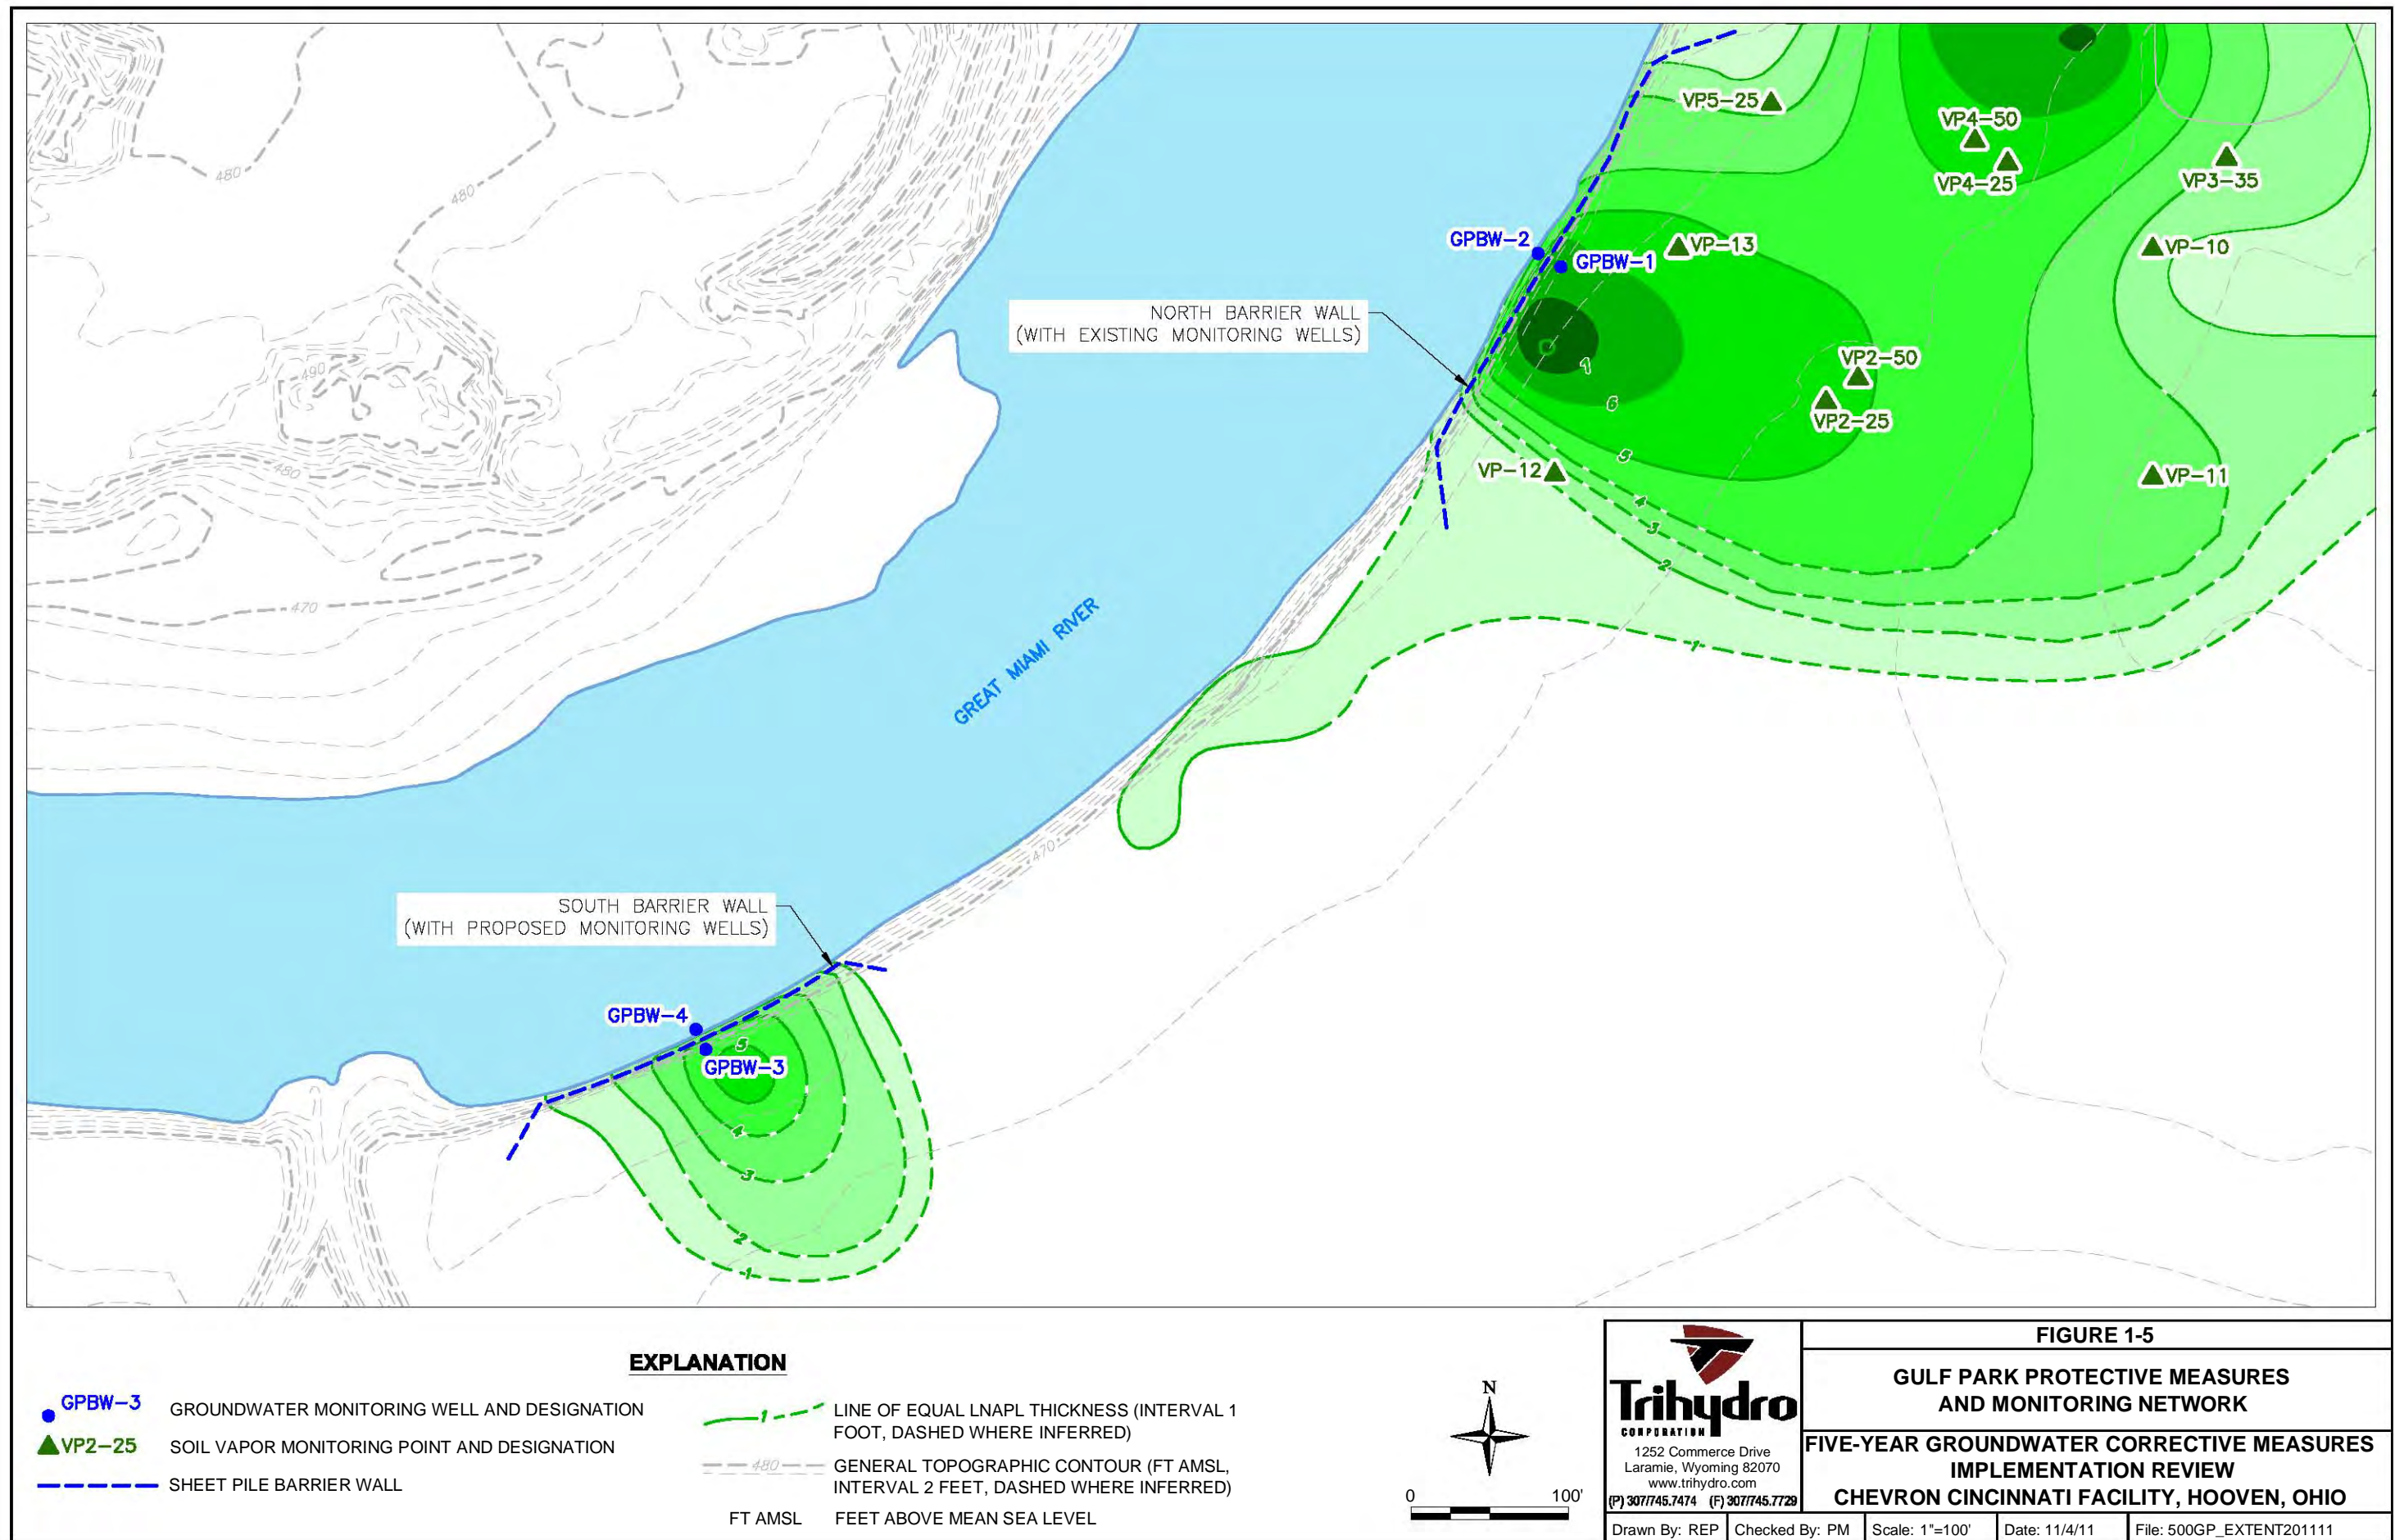 VP5-25
VP4-50
VP4-25
VP3-35
480
480
GPBW-2
VP-13
VP-10
GPBW-1
NORTH BARRIER WALL
(WITH EXISTING MONITORING WELLS)
VP2-50
490
6
VP2-25
5
480
VP-12
VP-11
4
3
2
470
GREAT MIAMI RIVER
1
470
SOUTH BARRIER WALL
(WITH PROPOSED MONITORING WELLS)
GPBW-4
5
GPBW-3
4
3
2
1
EXPLANATION
GPBW-3 GROUNDWATER MONITORING WELL AND DESIGNATION
VP2-25 SOIL VAPOR MONITORING POINT AND DESIGNATION
SHEET PILE BARRIER WALL
1 LINE OF EQUAL LNAPL THICKNESS (INTERVAL 1
FOOT, DASHED WHERE INFERRED)
480 GENERAL TOPOGRAPHIC CONTOUR (FT AMSL,
INTERVAL 2 FEET, DASHED WHERE INFERRED)
FT AMSL FEET ABOVE MEAN SEA LEVEL
N
0 100'
Trihydro
CORPORATION
1252 Commerce Drive
Laramie, Wyoming 82070
www.trihydro.com
(P) 307/745.7474 (F) 307/745.7729
FIGURE 1-5
GULF PARK PROTECTIVE MEASURES
AND MONITORING NETWORK
FIVE-YEAR GROUNDWATER CORRECTIVE MEASURES
IMPLEMENTATION REVIEW
CHEVRON CINCINNATI FACILITY, HOOVEN, OHIO
Drawn By: REP Checked By: PM Scale: 1"=100' Date: 11/4/11 File: 500GP_EXTENT201111